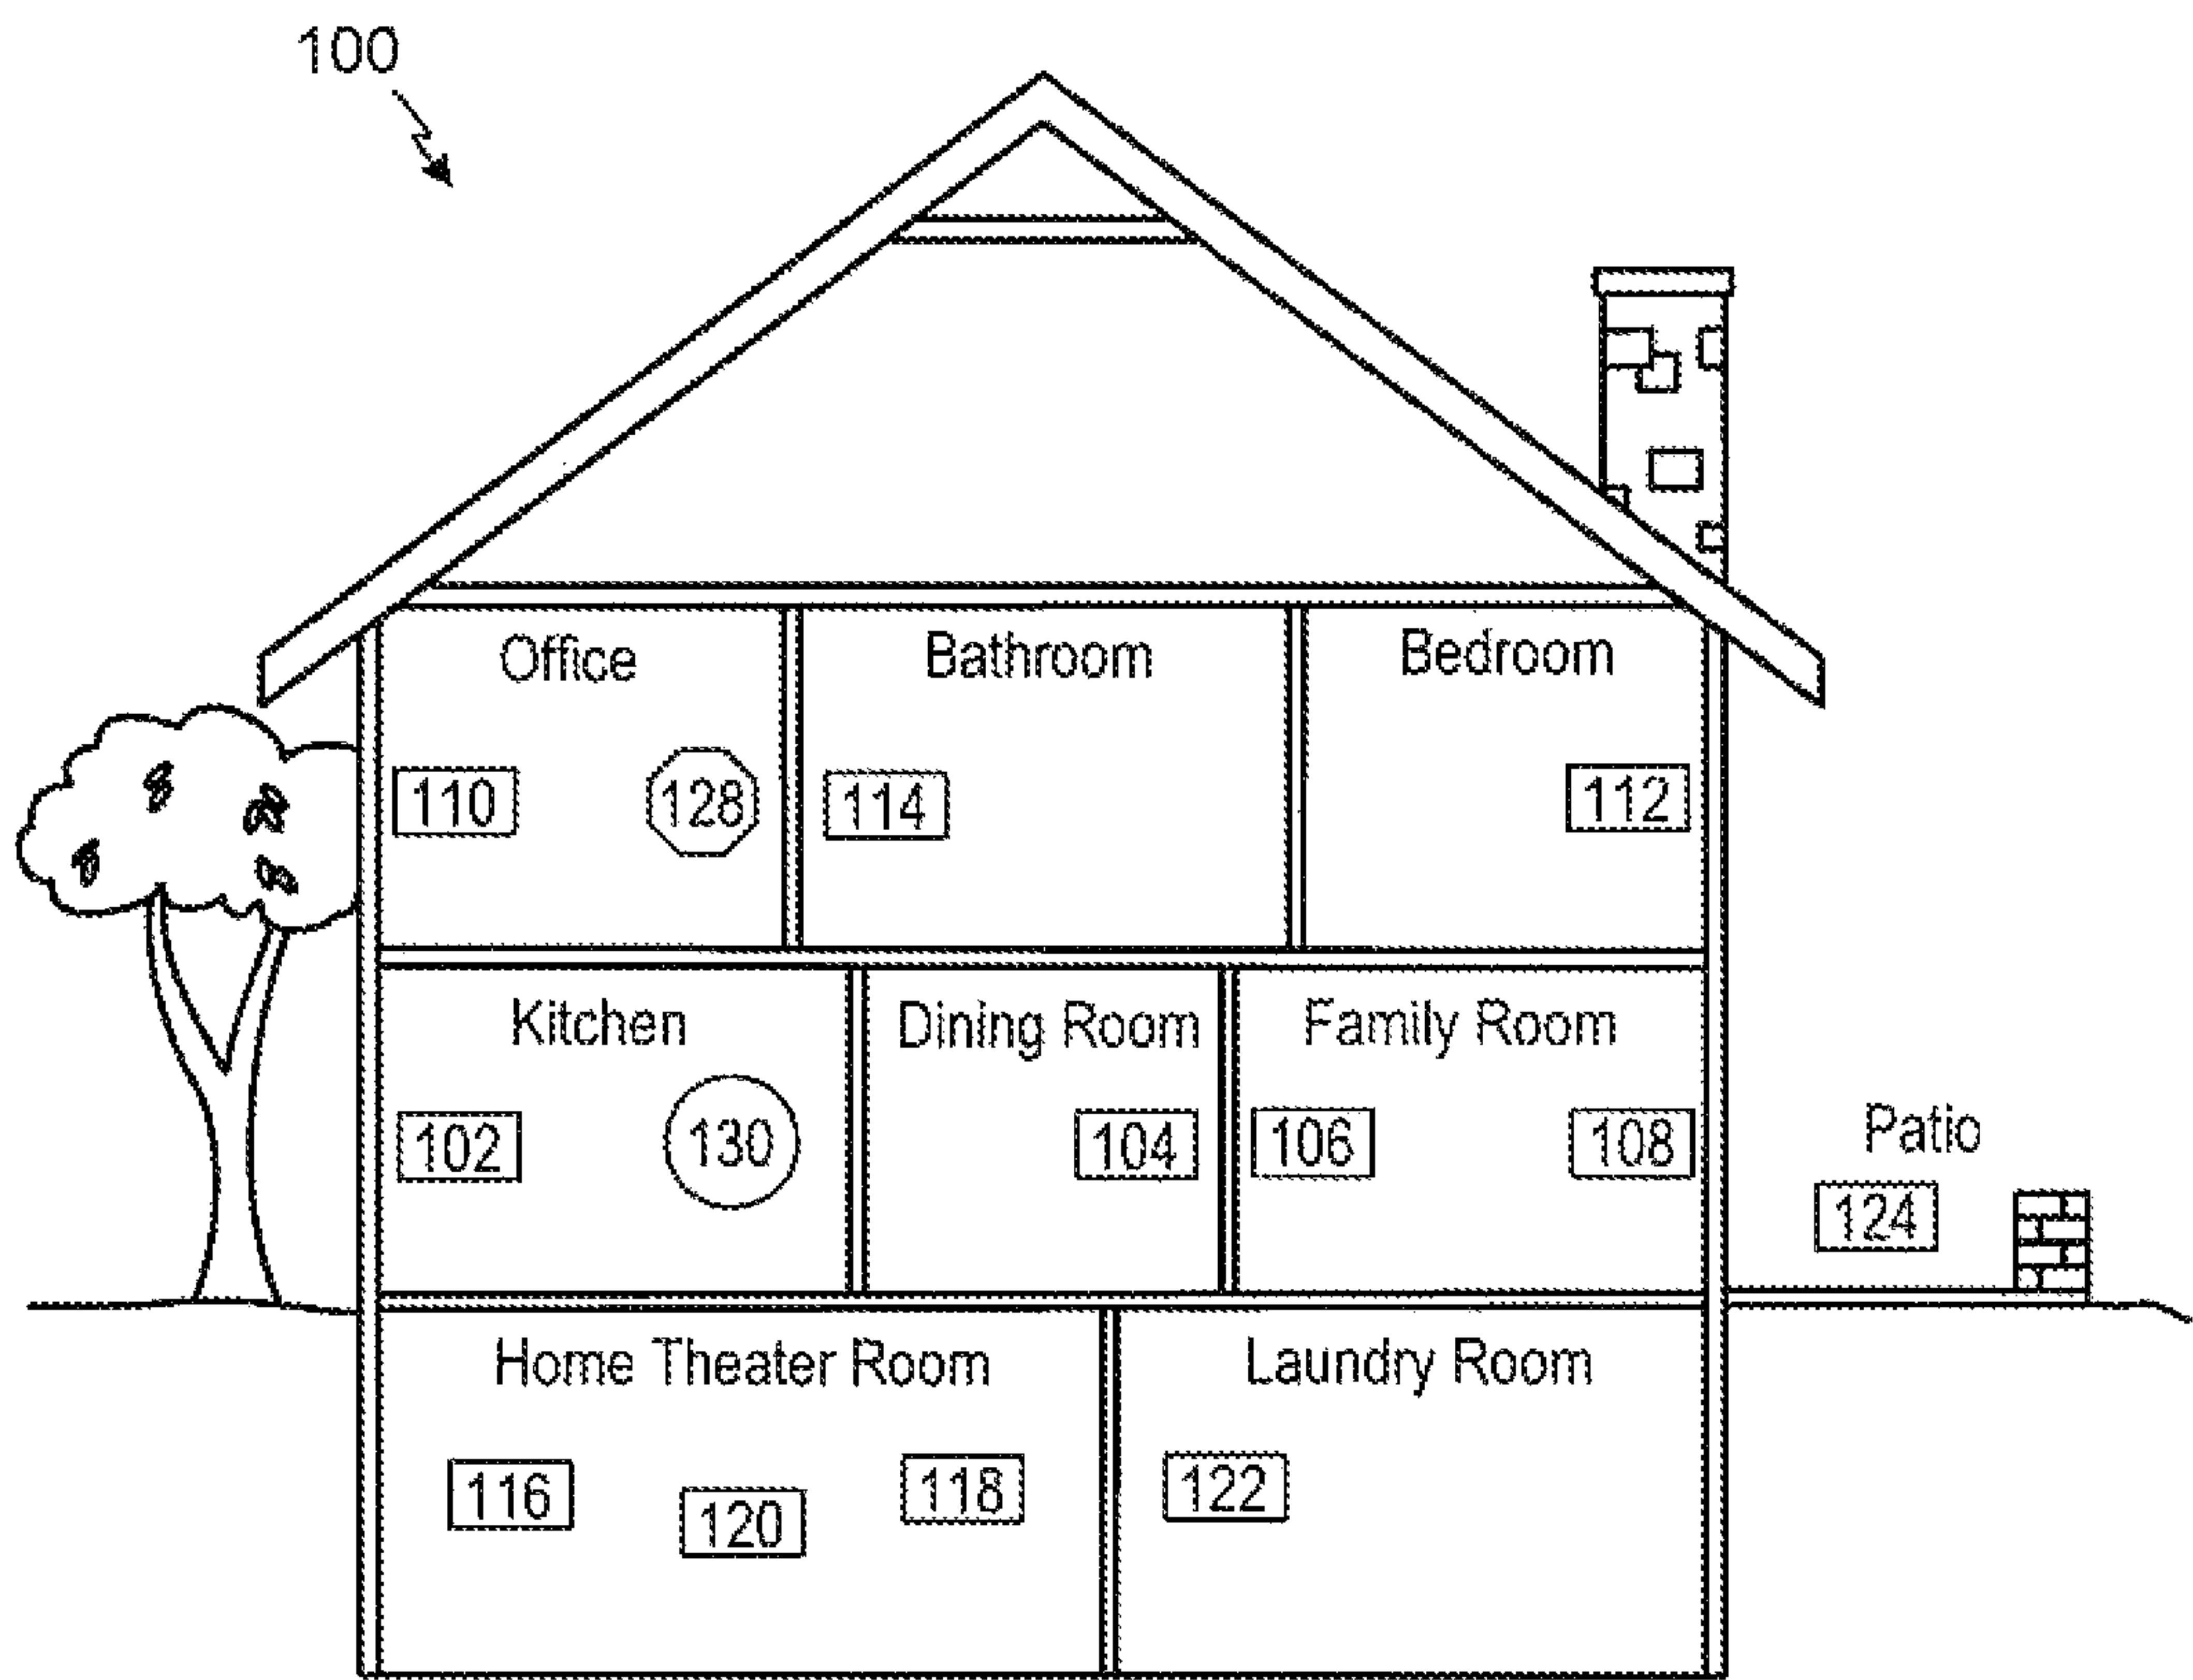 100
Office
Bathroom
Bedroom
110
128
114
112
Kitchen
Dining Room
Family Room
102
130
104
106
108
Patio
124
Home Theater Room
Laundry Room
116
120
118
122